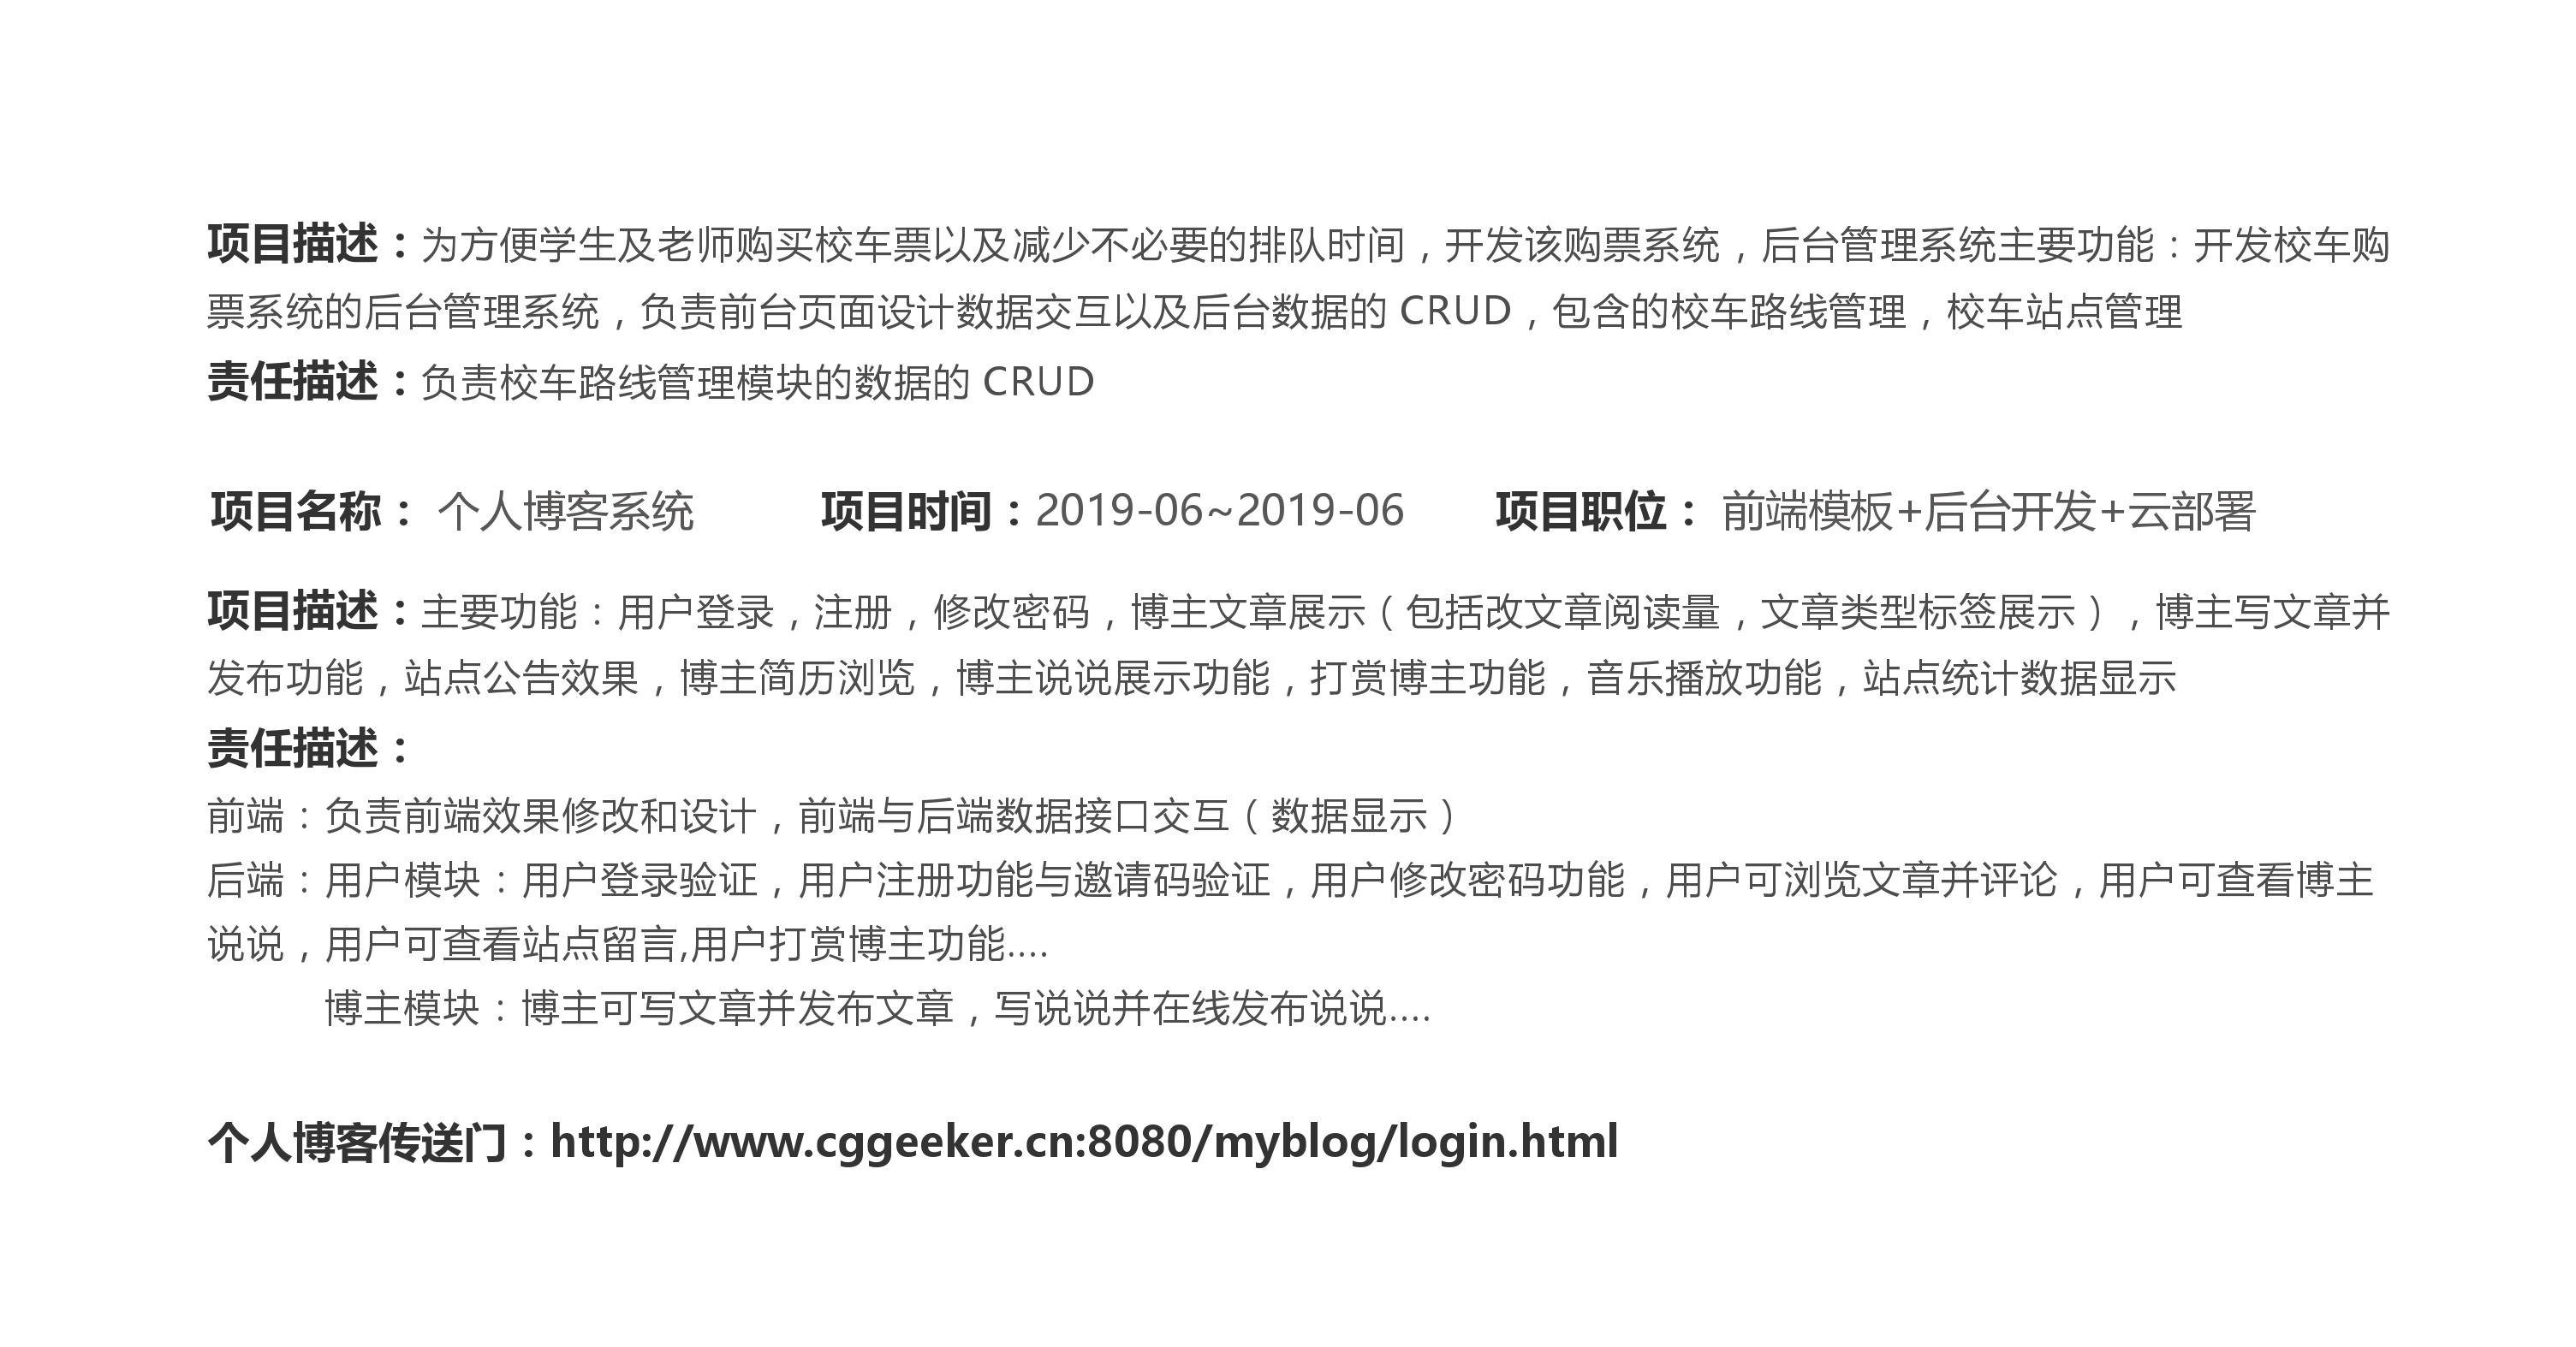 项目描述：为方便学生及老师购买校车票以及减少不必要的排队时间，开发该购票系统，后台管理系统主要功能：开发校车购
票系统的后台管理系统，负责前台页面设计数据交互以及后台数据的 CRUD，包含的校车路线管理，校车站点管理
责任描述：负责校车路线管理模块的数据的 CRUD
项目名称： 个人博客系统 项目时间：2019-06~2019-06 项目职位： 前端模板+后台开发+云部署
项目描述：主要功能：用户登录，注册，修改密码，博主文章展示（包括改文章阅读量，文章类型标签展示），博主写文章并
发布功能，站点公告效果，博主简历浏览，博主说说展示功能，打赏博主功能，音乐播放功能，站点统计数据显示
责任描述：
前端：负责前端效果修改和设计，前端与后端数据接口交互（数据显示）
后端：用户模块：用户登录验证，用户注册功能与邀请码验证，用户修改密码功能，用户可浏览文章并评论，用户可查看博主
说说，用户可查看站点留言,用户打赏博主功能....
博主模块：博主可写文章并发布文章，写说说并在线发布说说....
个人博客传送门：http://www.cggeeker.cn:8080/myblog/login.html